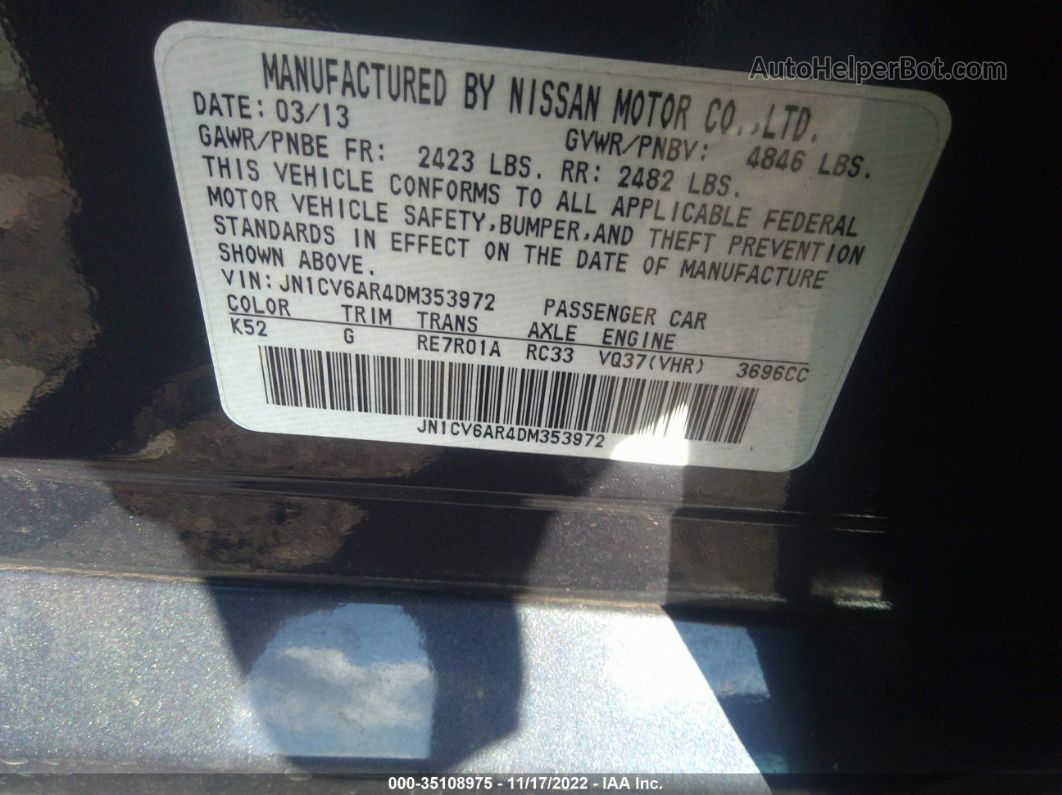 AutoHelperBot.com
MANUFACTURED BY NISSAN MOTOR CO.,LTD.
DATE: 03/13 GVWR/PNBV: 4846 LBS.
GAWR/PNBE FR: 2423 LBS. RR: 2482 LBS.
THIS VEHICLE CONFORMS TO ALL APPLICABLE FEDERAL
MOTOR VEHICLE SAFETY,BUMPER,AND THEFT PREVENTION
STANDARDS IN EFFECT ON THE DATE OF MANUFACTURE
SHOWN ABOVE.
VIN: JN1CV6AR4DM353972 PASSENGER CAR
COLOR TRIM TRANS AXLE ENGINE
K52 G RE7R01A RC33 VQ37(VHR) 3696CC
JN1CV6AR4DM353972
000-35108975 - 11/17/2022 - IAA Inc.